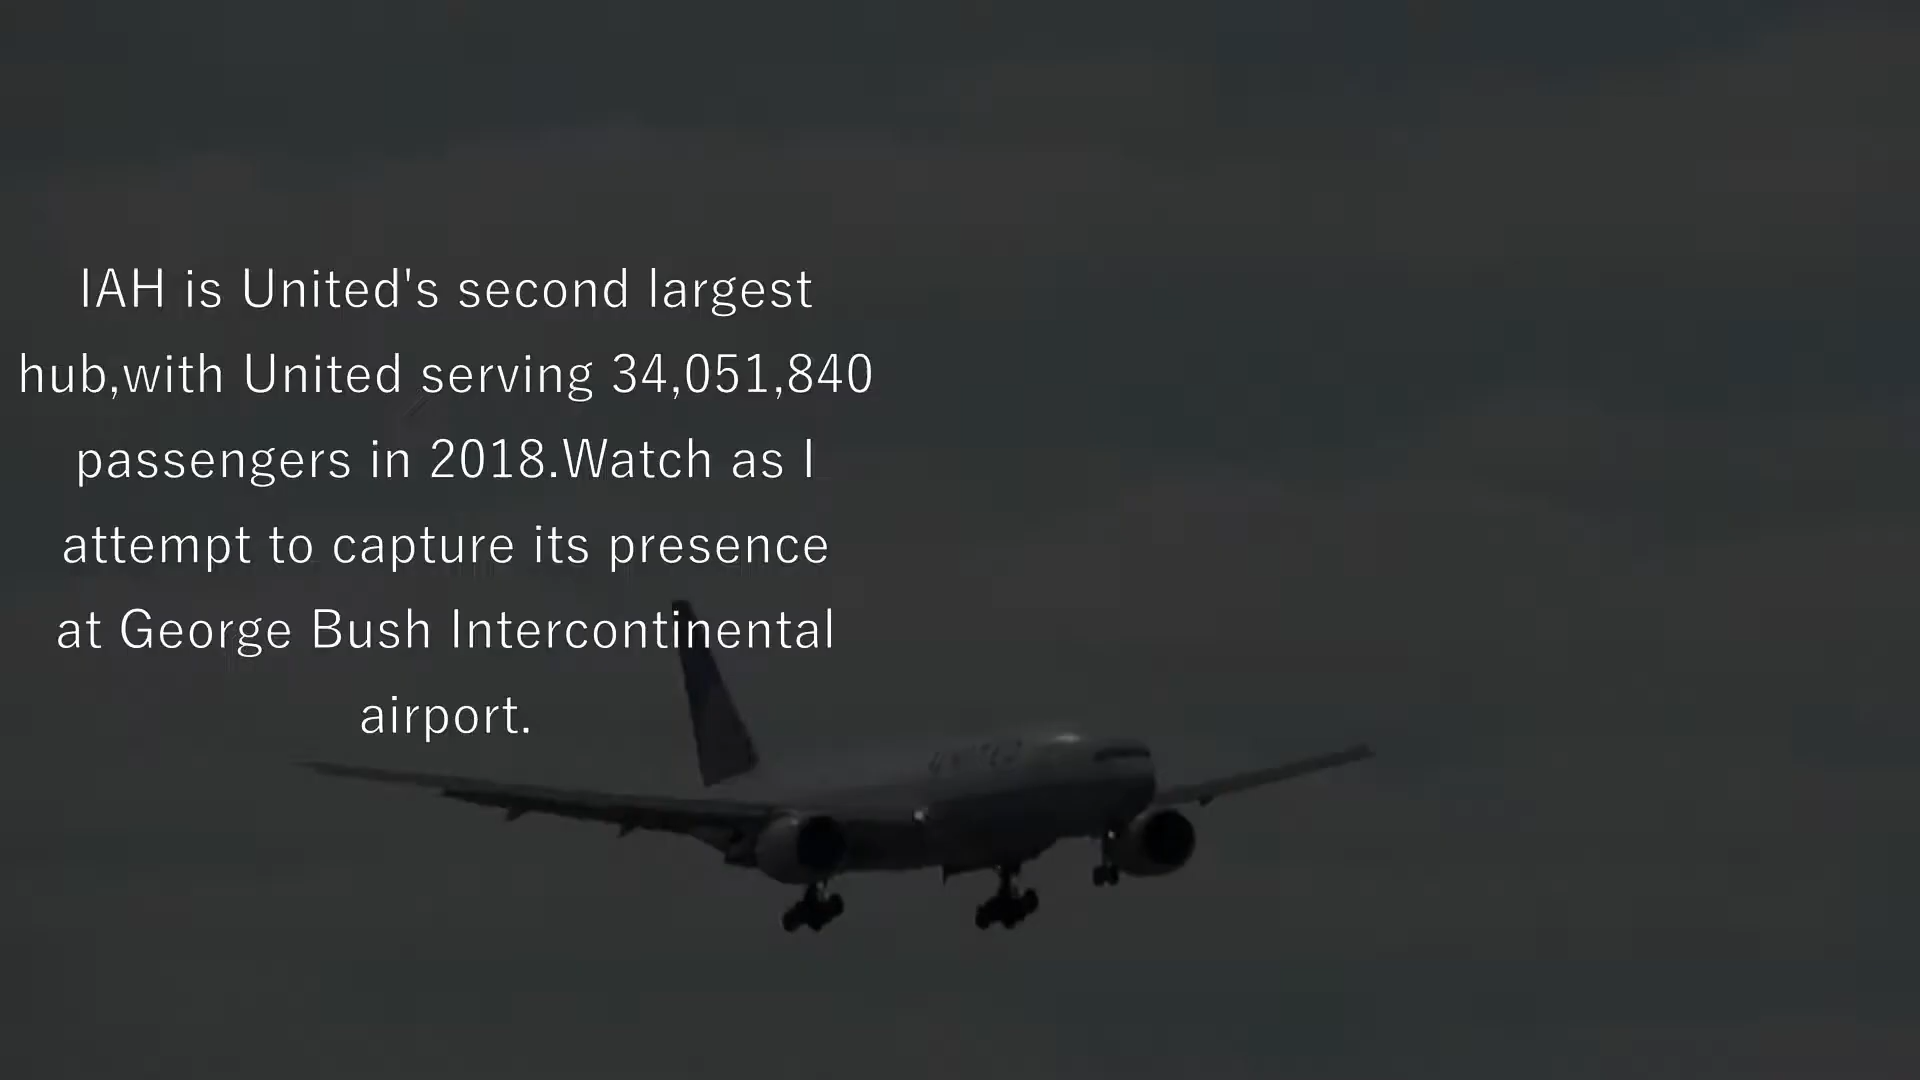 IAH is United's second largest
hub,with United serving 34,051,840
passengers in 2018.Watch as I
attempt to capture its presence
at George Bush Intercontinental
airport.
UNITED